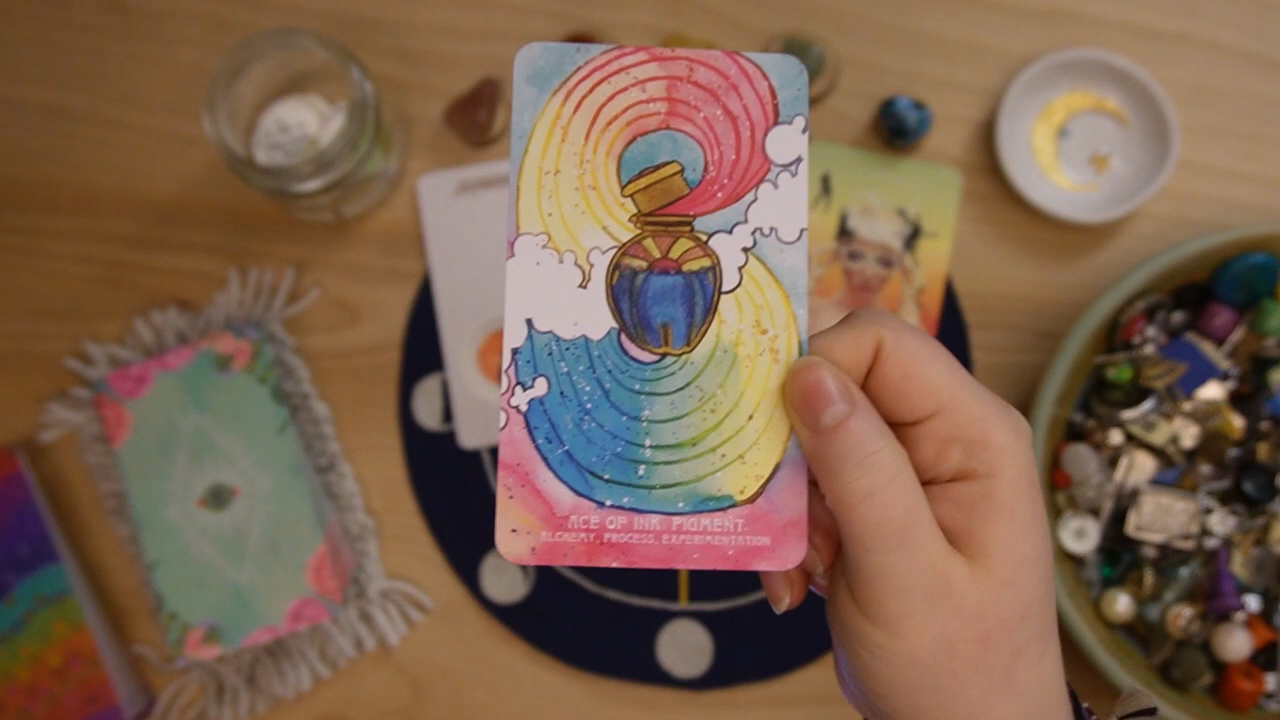 ACE OF INK. PIGMENT.
ALCHEMY, PROCESS, EXPERIMENTATION